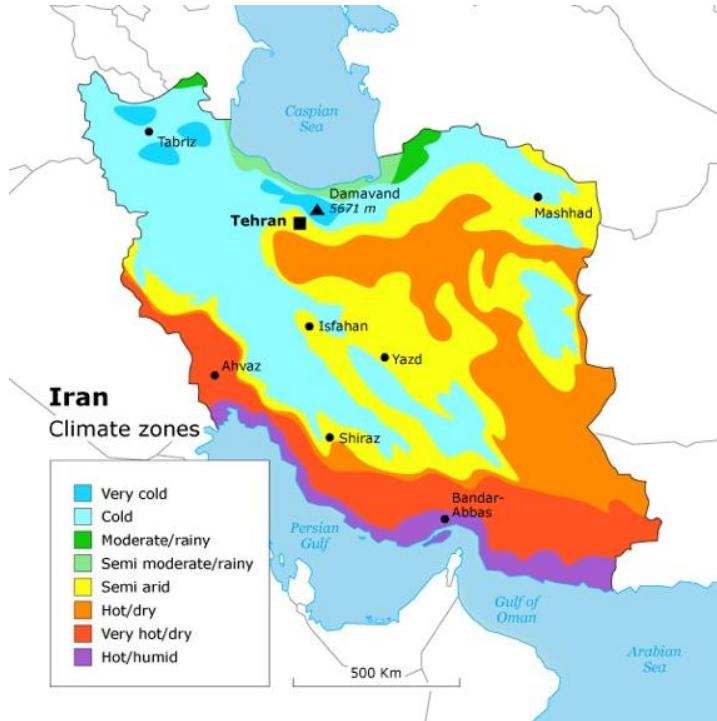 Caspian
Sea
Tabriz
Damavand
5671 m
Mashhad
Tehran
Isfahan
Yazd
Ahvaz
Iran
Climate zones
Shiraz
Very cold
Cold
Moderate/rainy
Semi moderate/rainy
Semi arid
Hot/dry
Very hot/dry
Hot/humid
Bandar-
Abbas
Persian
Gulf
Gulf of
Oman
Arabian
Sea
500 Km